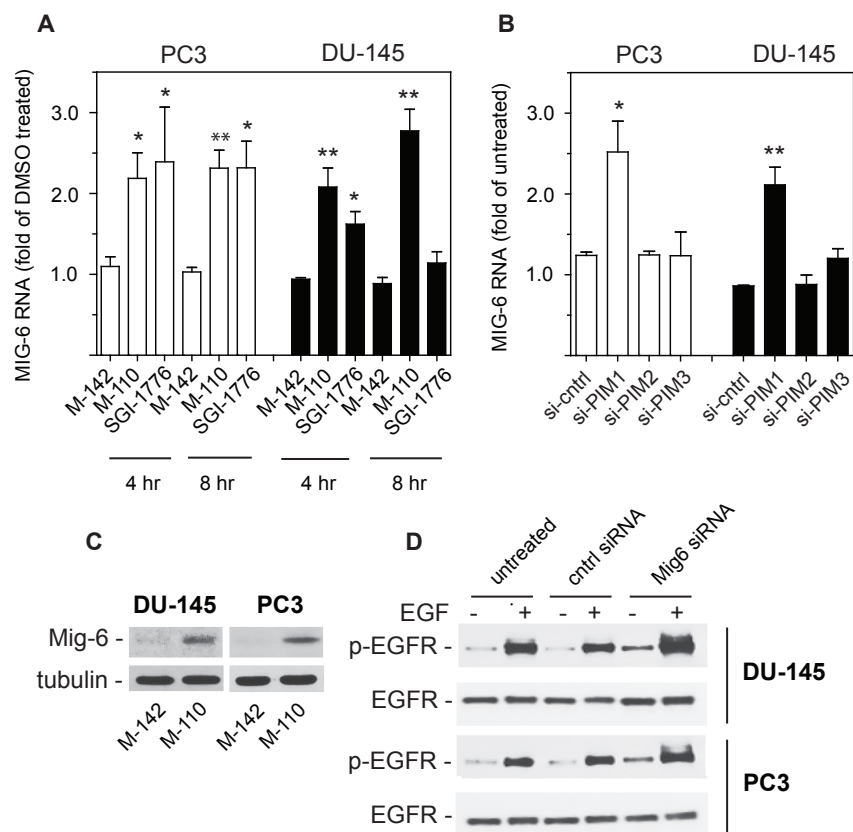 A
PC3 DU-145
MIG-6 RNA (fold of DMSO treated)
3.0
2.0
1.0
* * ** * ** * **
M-142 M-110 SGI-1776 M-142 M-110 SGI-1776 M-142 M-110 SGI-1776 M-142 M-110 SGI-1776
4 hr 8 hr 4 hr 8 hr
B
PC3 DU-145
MIG-6 RNA (fold of untreated)
3.0
2.0
1.0
* **
si-cntrl si-PIM1 si-PIM2 si-PIM3 si-cntrl si-PIM1 si-PIM2 si-PIM3
C
DU-145 PC3
Mig-6 -
tubulin -
M-142 M-110 M-142 M-110
D
untreated cntrl siRNA Mig6 siRNA
EGF - + - + - +
p-EGFR -
EGFR -
DU-145
p-EGFR -
EGFR -
PC3